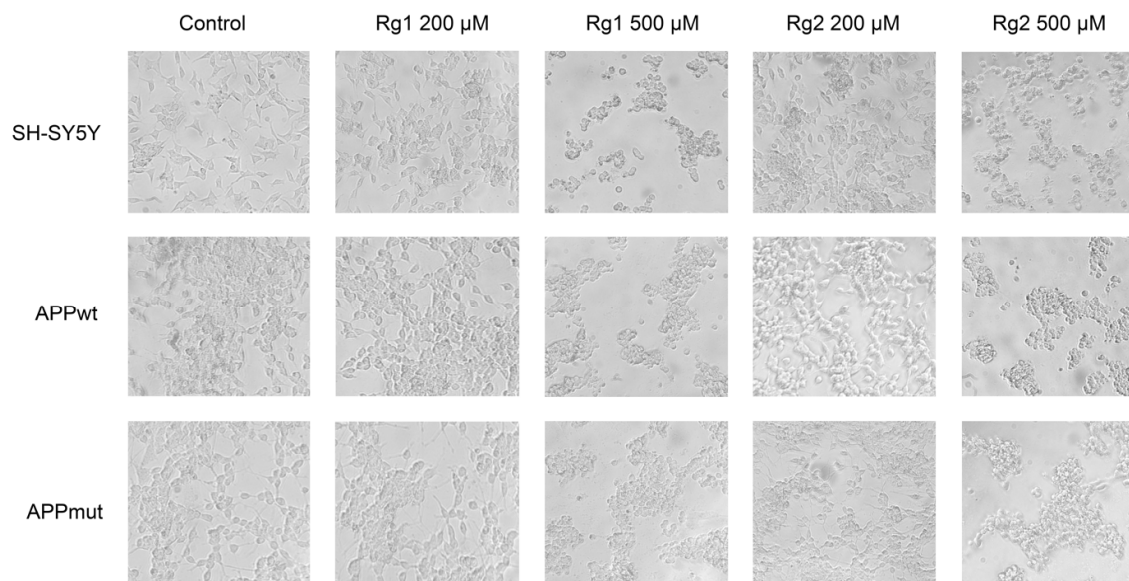 Control Rg1 200 µM Rg1 500 µM Rg2 200 µM Rg2 500 µM
SH-SY5Y
APPwt
APPmut